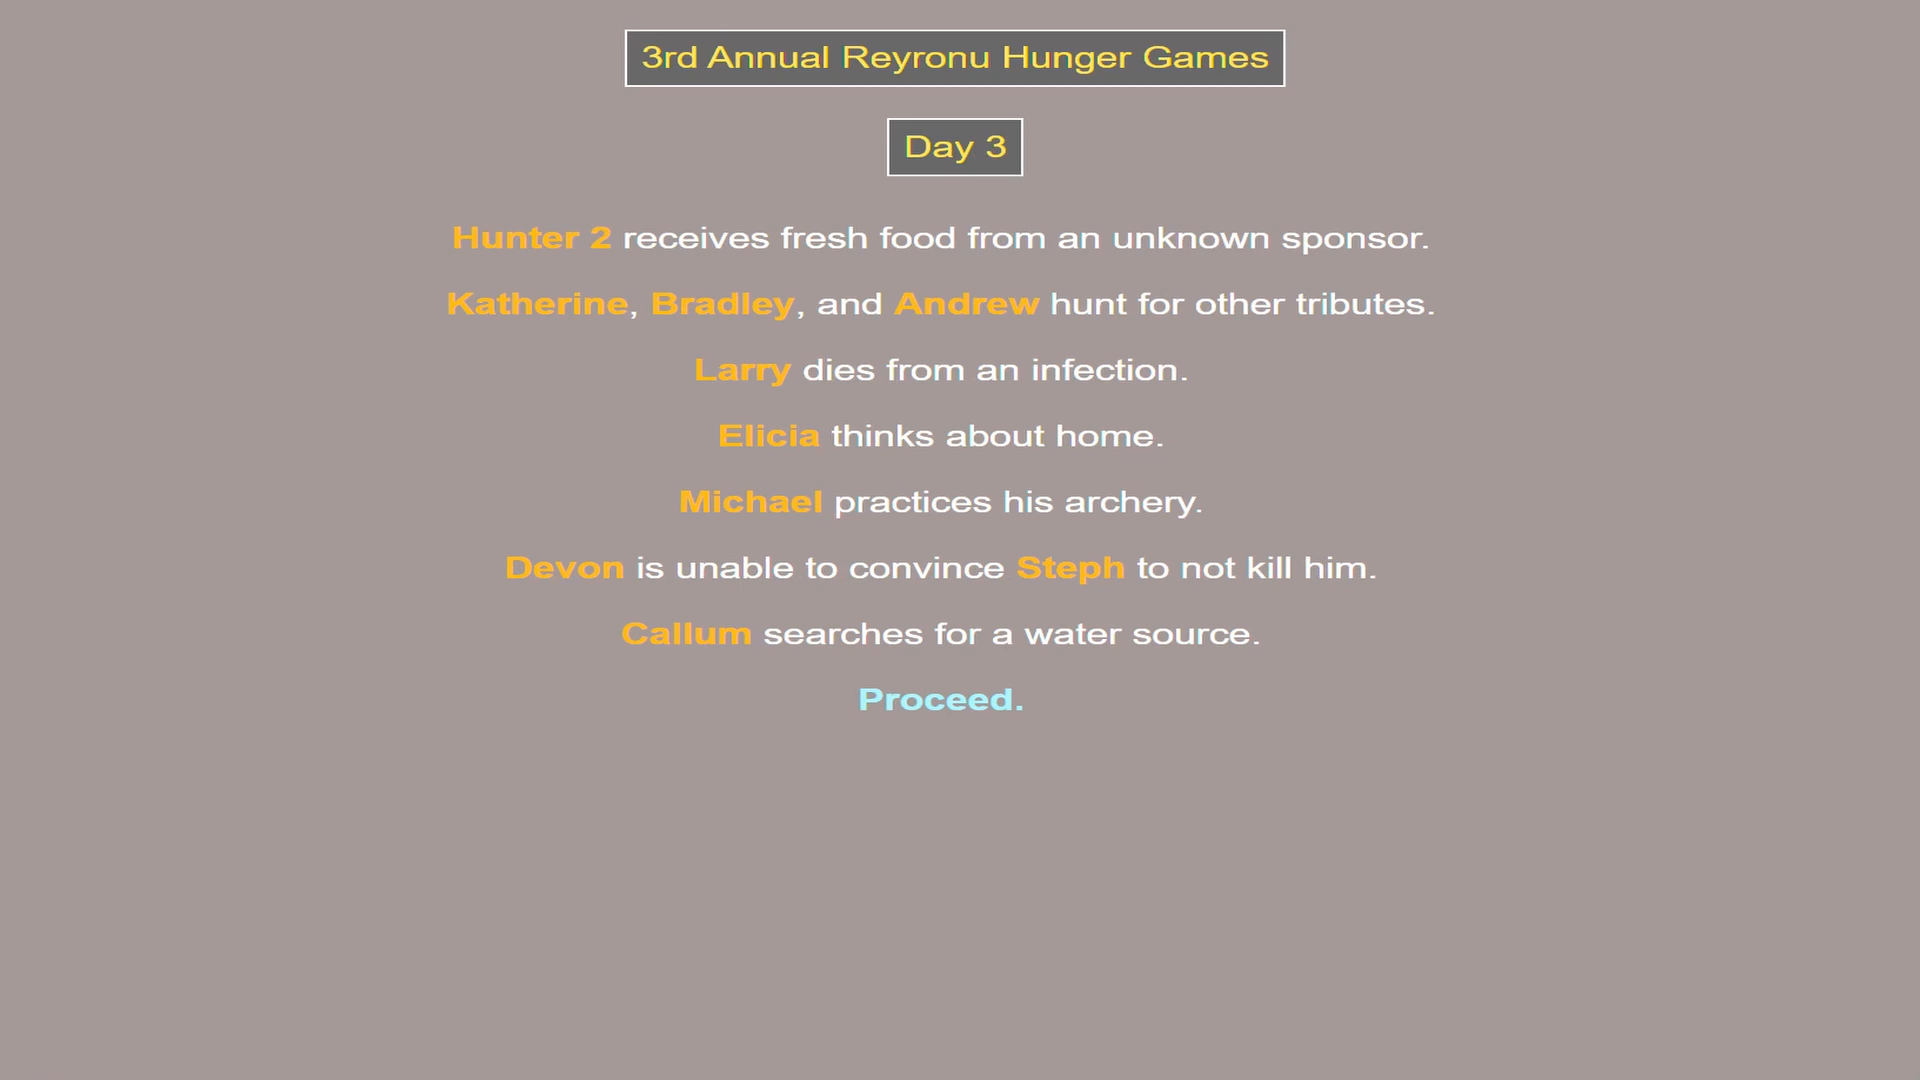 3rd Annual Reyronu Hunger Games
Day 3
Hunter 2 receives fresh food from an unknown sponsor.
Katherine, Bradley, and Andrew hunt for other tributes.
Larry dies from an infection.
Elicia thinks about home.
Michael practices his archery.
Devon is unable to convince Steph to not kill him.
Callum searches for a water source.
Proceed.